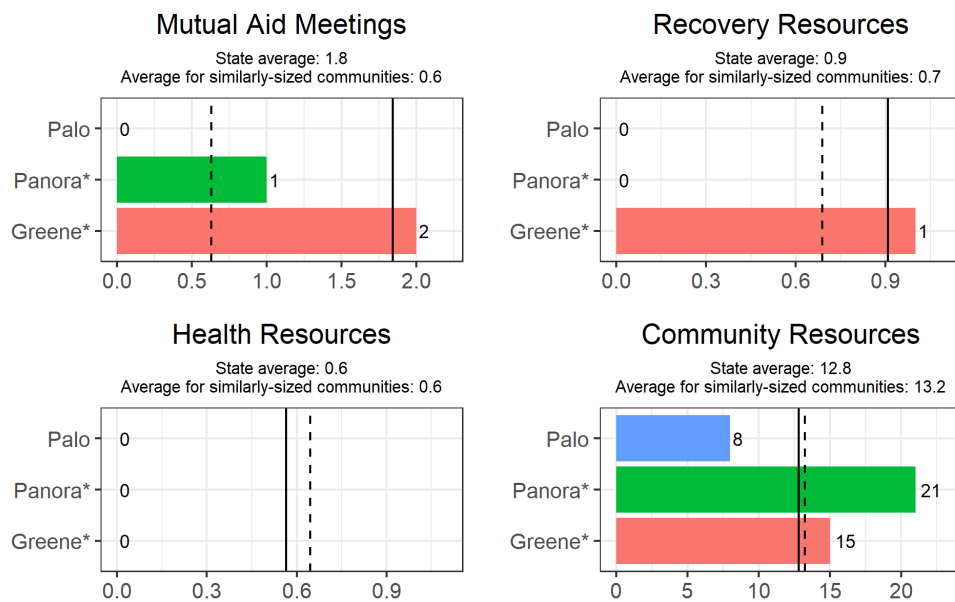 Mutual Aid Meetings
State average: 1.8
Average for similarly-sized communities: 0.6
Palo
0
Panora*
1
Greene*
2
0.0 0.5 1.0 1.5 2.0
Recovery Resources
State average: 0.9
Average for similarly-sized communities: 0.7
Palo
0
Panora*
0
Greene*
1
0.0 0.3 0.6 0.9
Health Resources
State average: 0.6
Average for similarly-sized communities: 0.6
Palo
0
Panora*
0
Greene*
0
0.0 0.3 0.6 0.9
Community Resources
State average: 12.8
Average for similarly-sized communities: 13.2
Palo
8
Panora*
21
Greene*
15
0 5 10 15 20